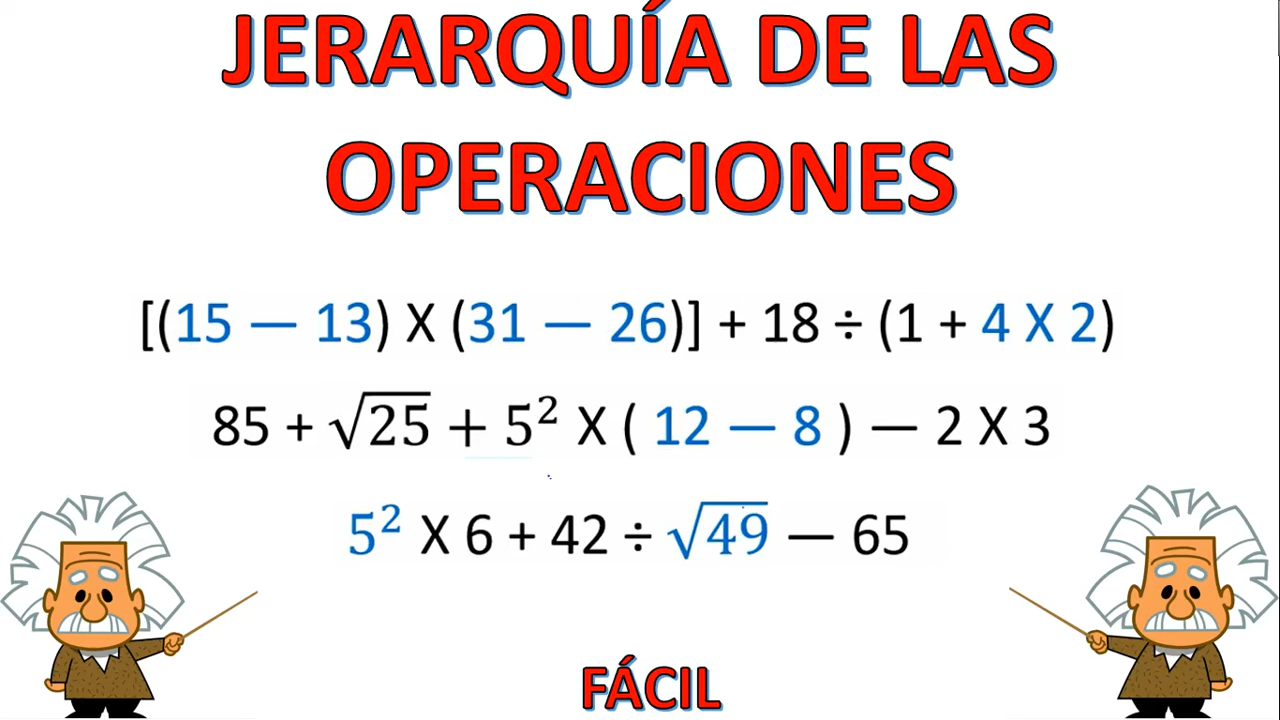 JERARQUÍA DE LAS
OPERACIONES
[(15 — 13) X (31 — 26)] + 18 ÷ (1 + 4 X 2)
85 + √25 + 5² X ( 12 — 8 ) — 2 X 3
5² X 6 + 42 ÷ √49 — 65
FÁCIL